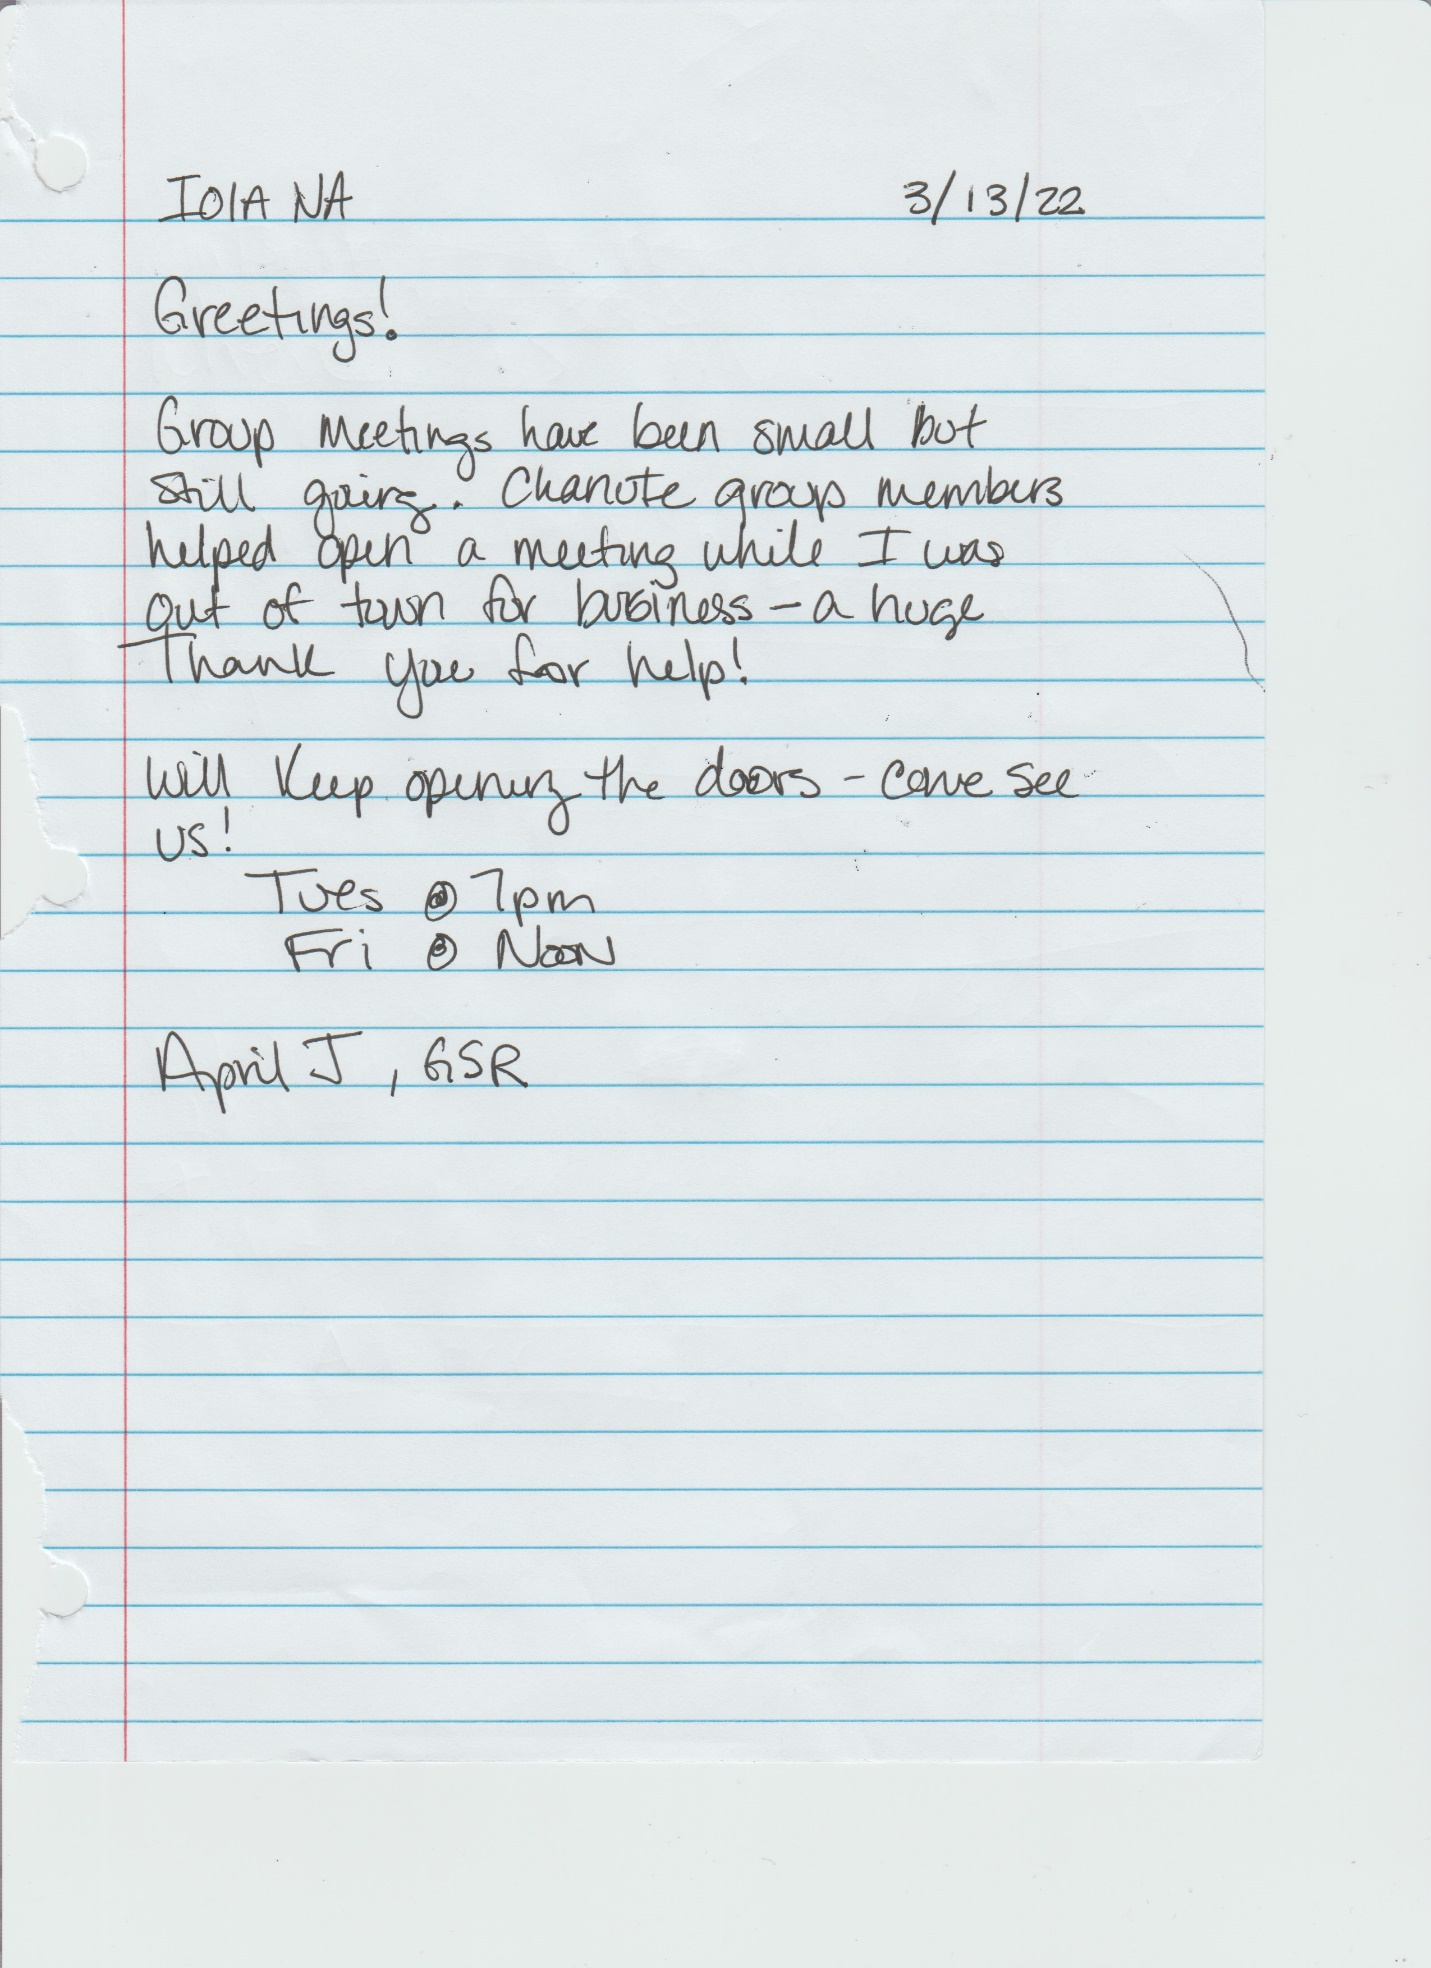 Iola NA 3/13/22
Greetings!
Group meetings have been small but
still going. Chanute group members
helped open a meeting while I was
out of town for business - a huge
Thank you for help!
Will keep opening the doors - come see
us!
Tues @ 7pm
Fri @ Noon
April J, GSR